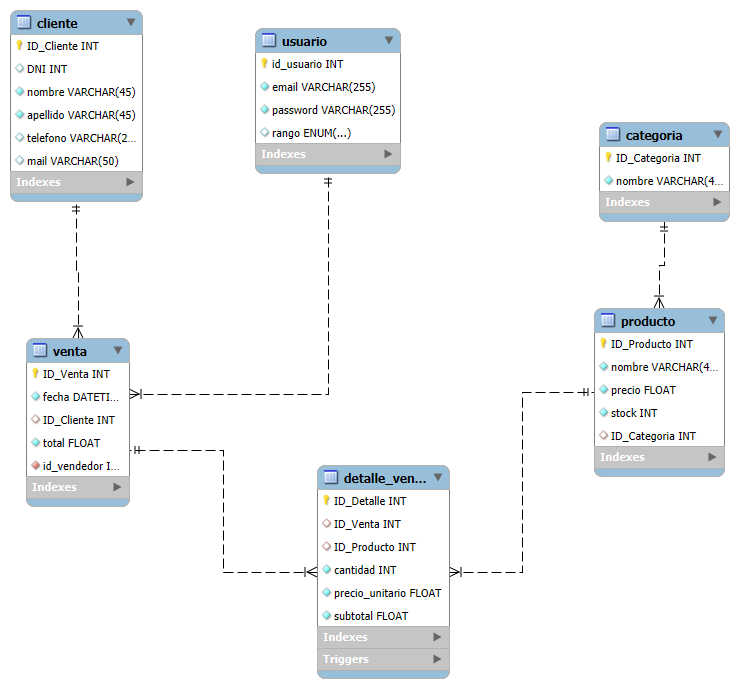 cliente
ID_Cliente INT
DNI INT
nombre VARCHAR(45)
apellido VARCHAR(45)
telefono VARCHAR(2...
mail VARCHAR(50)
Indexes
usuario
id_usuario INT
email VARCHAR(255)
password VARCHAR(255)
rango ENUM(...)
Indexes
categoria
ID_Categoria INT
nombre VARCHAR(4...
Indexes
venta
ID_Venta INT
fecha DATETI...
ID_Cliente INT
total FLOAT
id_vendedor I...
Indexes
producto
ID_Producto INT
nombre VARCHAR(4...
precio FLOAT
stock INT
ID_Categoria INT
Indexes
detalle_ven...
ID_Detalle INT
ID_Venta INT
ID_Producto INT
cantidad INT
precio_unitario FLOAT
subtotal FLOAT
Indexes
Triggers